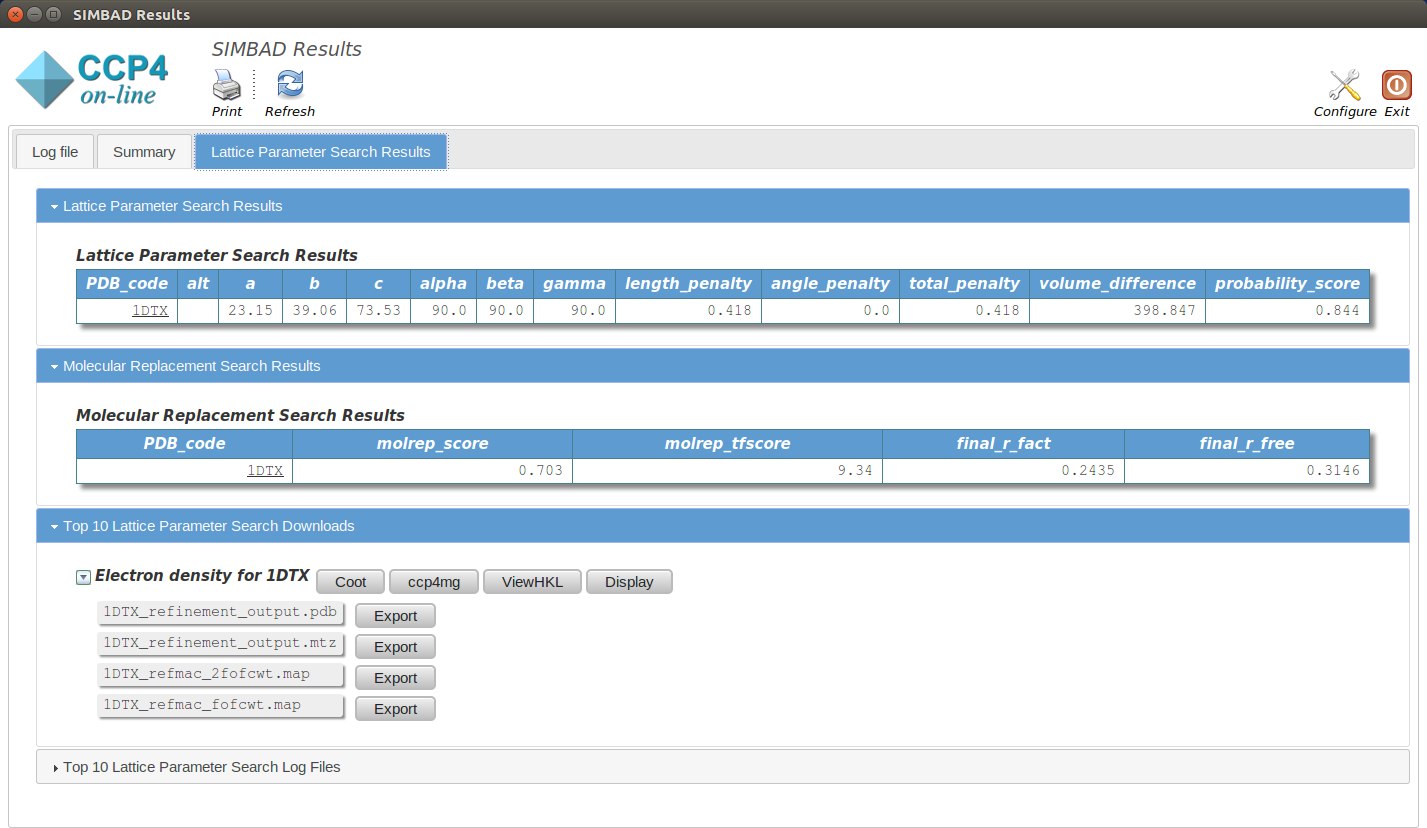 SIMBAD Results
CCP4
on-line
SIMBAD Results
Print Refresh
Configure Exit
Log file Summary Lattice Parameter Search Results
Lattice Parameter Search Results
Lattice Parameter Search Results
PDB_code alt a b c alpha beta gamma length_penalty angle_penalty total_penalty volume_difference probability_score
1DTX 23.15 39.06 73.53 90.0 90.0 90.0 0.418 0.0 0.418 398.847 0.844
Molecular Replacement Search Results
Molecular Replacement Search Results
PDB_code molrep_score molrep_tfscore final_r_fact final_r_free
1DTX 0.703 9.34 0.2435 0.3146
Top 10 Lattice Parameter Search Downloads
Electron density for 1DTX Coot ccp4mg ViewHKL Display
1DTX_refinement_output.pdb Export
1DTX_refinement_output.mtz Export
1DTX_refmac_2fofcwt.map Export
1DTX_refmac_fofcwt.map Export
Top 10 Lattice Parameter Search Log Files